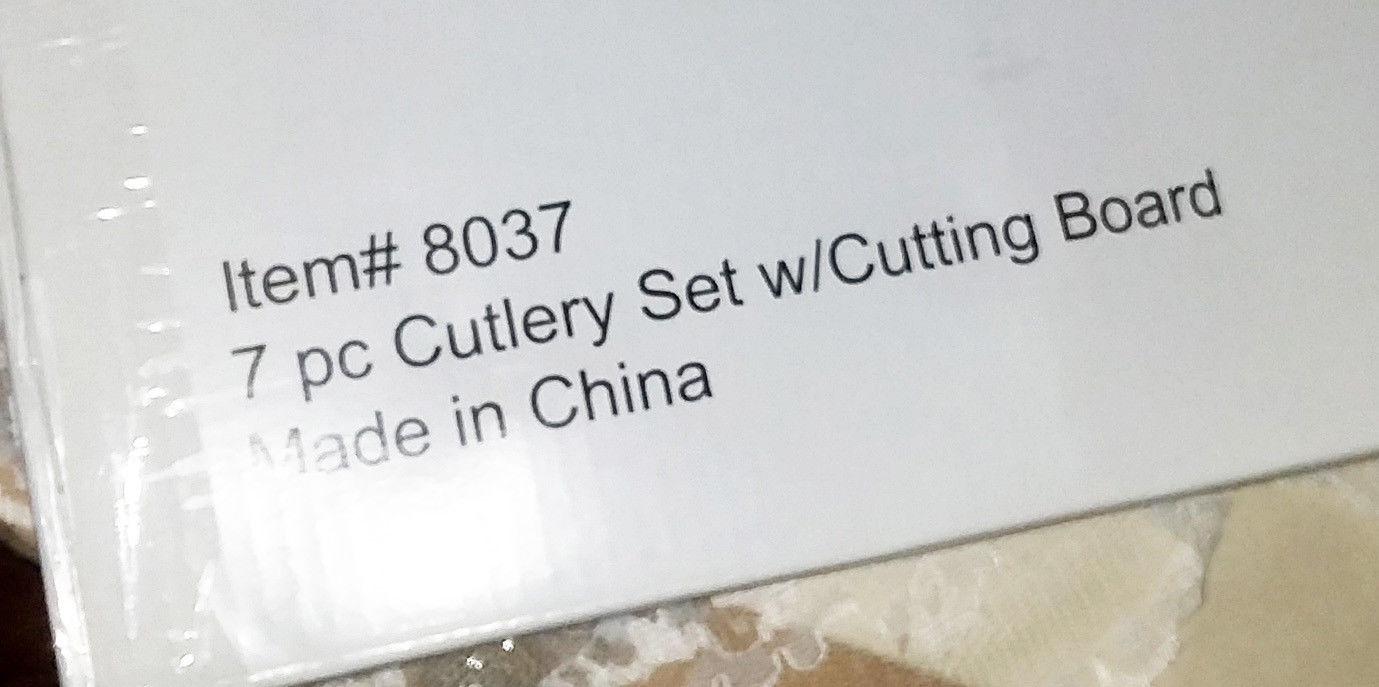 Item# 8037
7 pc Cutlery Set w/Cutting Board
Made in China